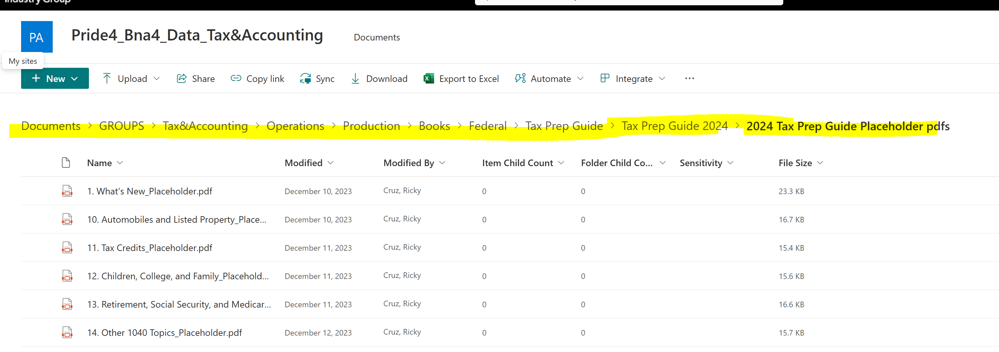 Industry Group
PA
Pride4_Bna4_Data_Tax&Accounting
Documents
My sites
New
Upload
Share
Copy link
Sync
Download
Export to Excel
Automate
Integrate
...
Documents > GROUPS > Tax&Accounting > Operations > Production > Books > Federal > Tax Prep Guide > Tax Prep Guide 2024 > 2024 Tax Prep Guide Placeholder pdfs
Name Modified Modified By Item Child Count Folder Child Co... Sensitivity File Size
1. What's New_Placeholder.pdf December 10, 2023 Cruz, Ricky 0 0 23.3 KB
10. Automobiles and Listed Property_Place... December 10, 2023 Cruz, Ricky 0 0 16.7 KB
11. Tax Credits_Placeholder.pdf December 11, 2023 Cruz, Ricky 0 0 15.4 KB
12. Children, College, and Family_Placehold... December 11, 2023 Cruz, Ricky 0 0 15.6 KB
13. Retirement, Social Security, and Medicar... December 11, 2023 Cruz, Ricky 0 0 16.6 KB
14. Other 1040 Topics_Placeholder.pdf December 12, 2023 Cruz, Ricky 0 0 15.7 KB